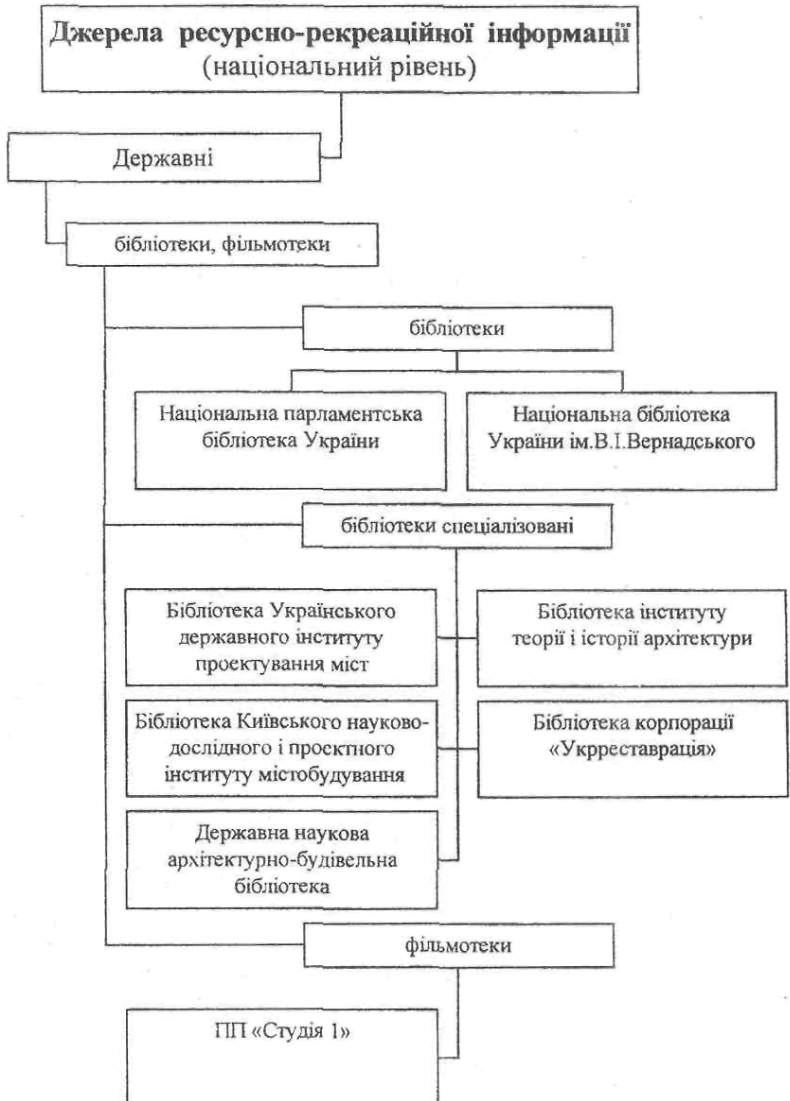 Джерела ресурсно-рекреаційної інформації
(національний рівень)
Державні
бібліотеки, фільмотеки
бібліотеки
Національна парламентська
бібліотека України
Національна бібліотека
України ім.В.І.Вернадського
бібліотеки спеціалізовані
Бібліотека Українського
державного інституту
проектування міст
Бібліотека інституту
теорії і історії архітектури
Бібліотека Київського науково-
дослідного і проектного
інституту містобудування
Бібліотека корпорації
«Укрреставрація»
Державна наукова
архітектурно-будівельна
бібліотека
фільмотеки
ПП «Студія 1»